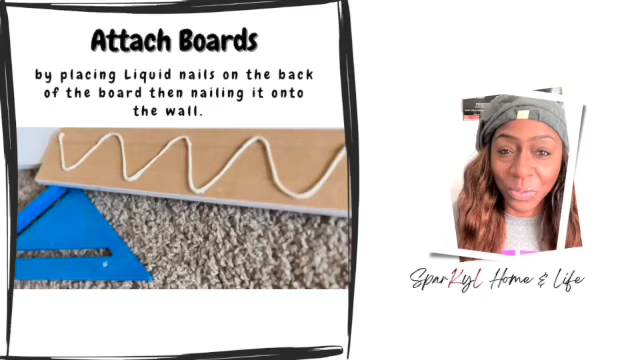 Attach Boards
by placing Liquid nails on the back
of the board then nailing it onto
the wall.
SparKyl Home & Life